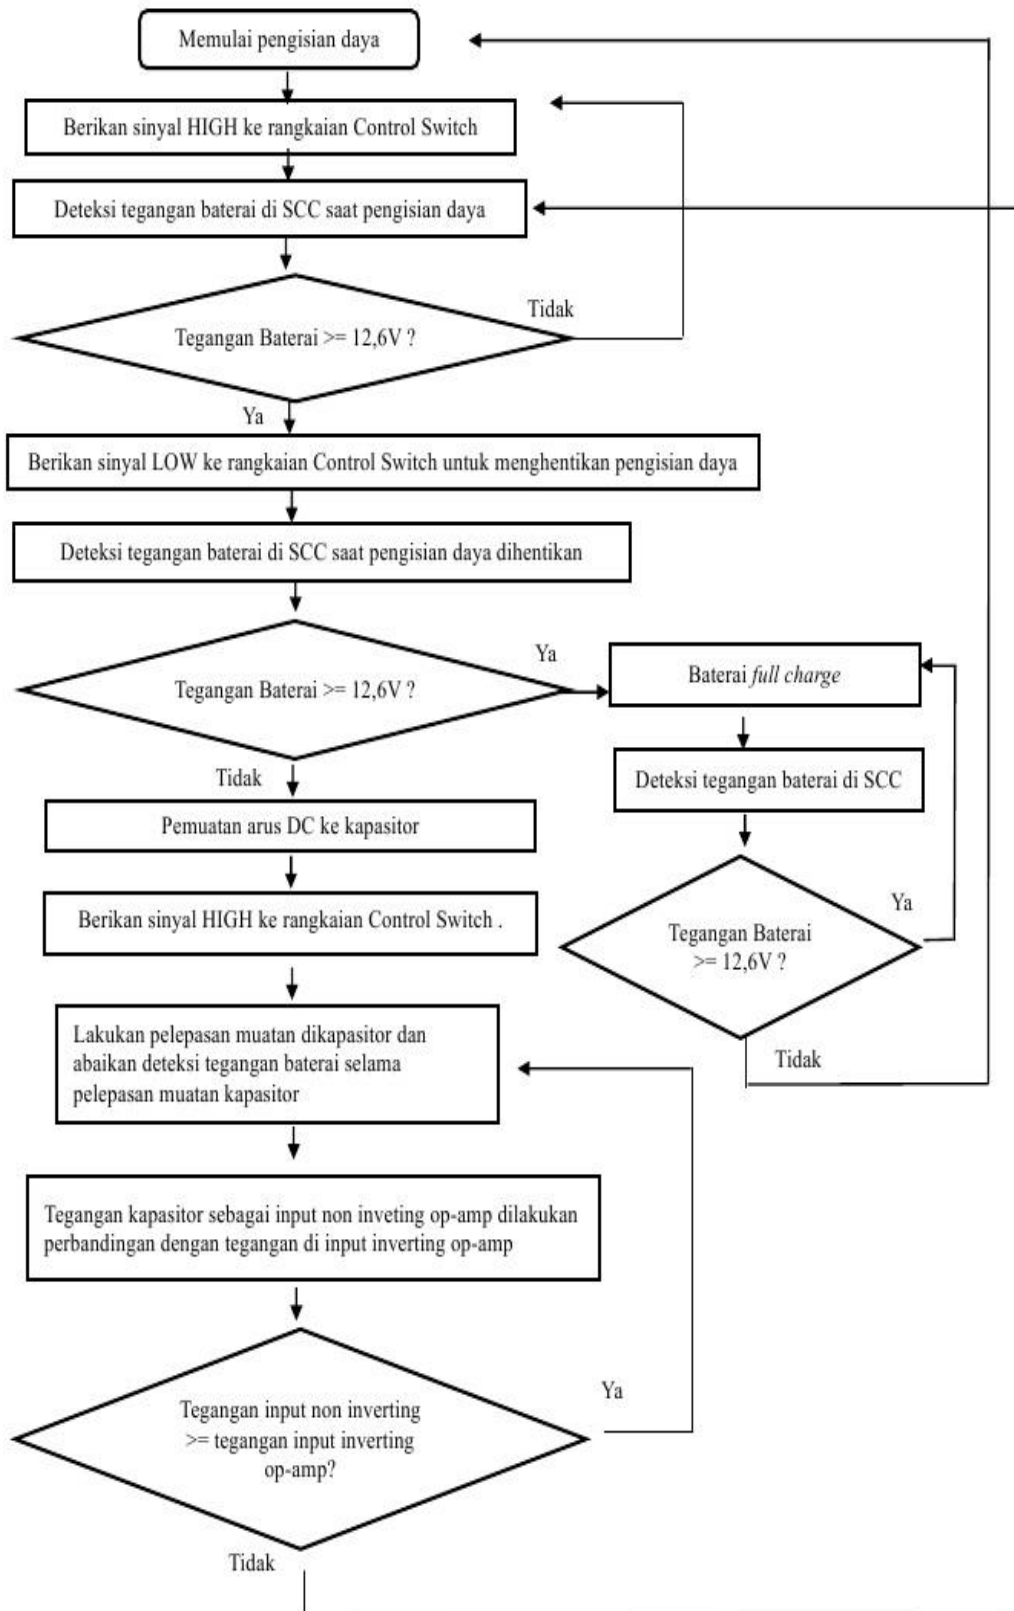 Memulai pengisian daya
Berikan sinyal HIGH ke rangkaian Control Switch
Deteksi tegangan baterai di SCC saat pengisian daya
Tidak
Tegangan Baterai >= 12,6V ?
Ya
Berikan sinyal LOW ke rangkaian Control Switch untuk menghentikan pengisian daya
Deteksi tegangan baterai di SCC saat pengisian daya dihentikan
Ya
Tegangan Baterai >= 12,6V ?
Baterai full charge
Tidak
Deteksi tegangan baterai di SCC
Pemuatan arus DC ke kapasitor
Ya
Berikan sinyal HIGH ke rangkaian Control Switch .
Tegangan Baterai
>= 12,6V ?
Tidak
Lakukan pelepasan muatan dikapasitor dan
abaikan deteksi tegangan baterai selama
pelepasan muatan kapasitor
Tegangan kapasitor sebagai input non inveting op-amp dilakukan
perbandingan dengan tegangan di input inverting op-amp
Ya
Tegangan input non inverting
>= tegangan input inverting
op-amp?
Tidak